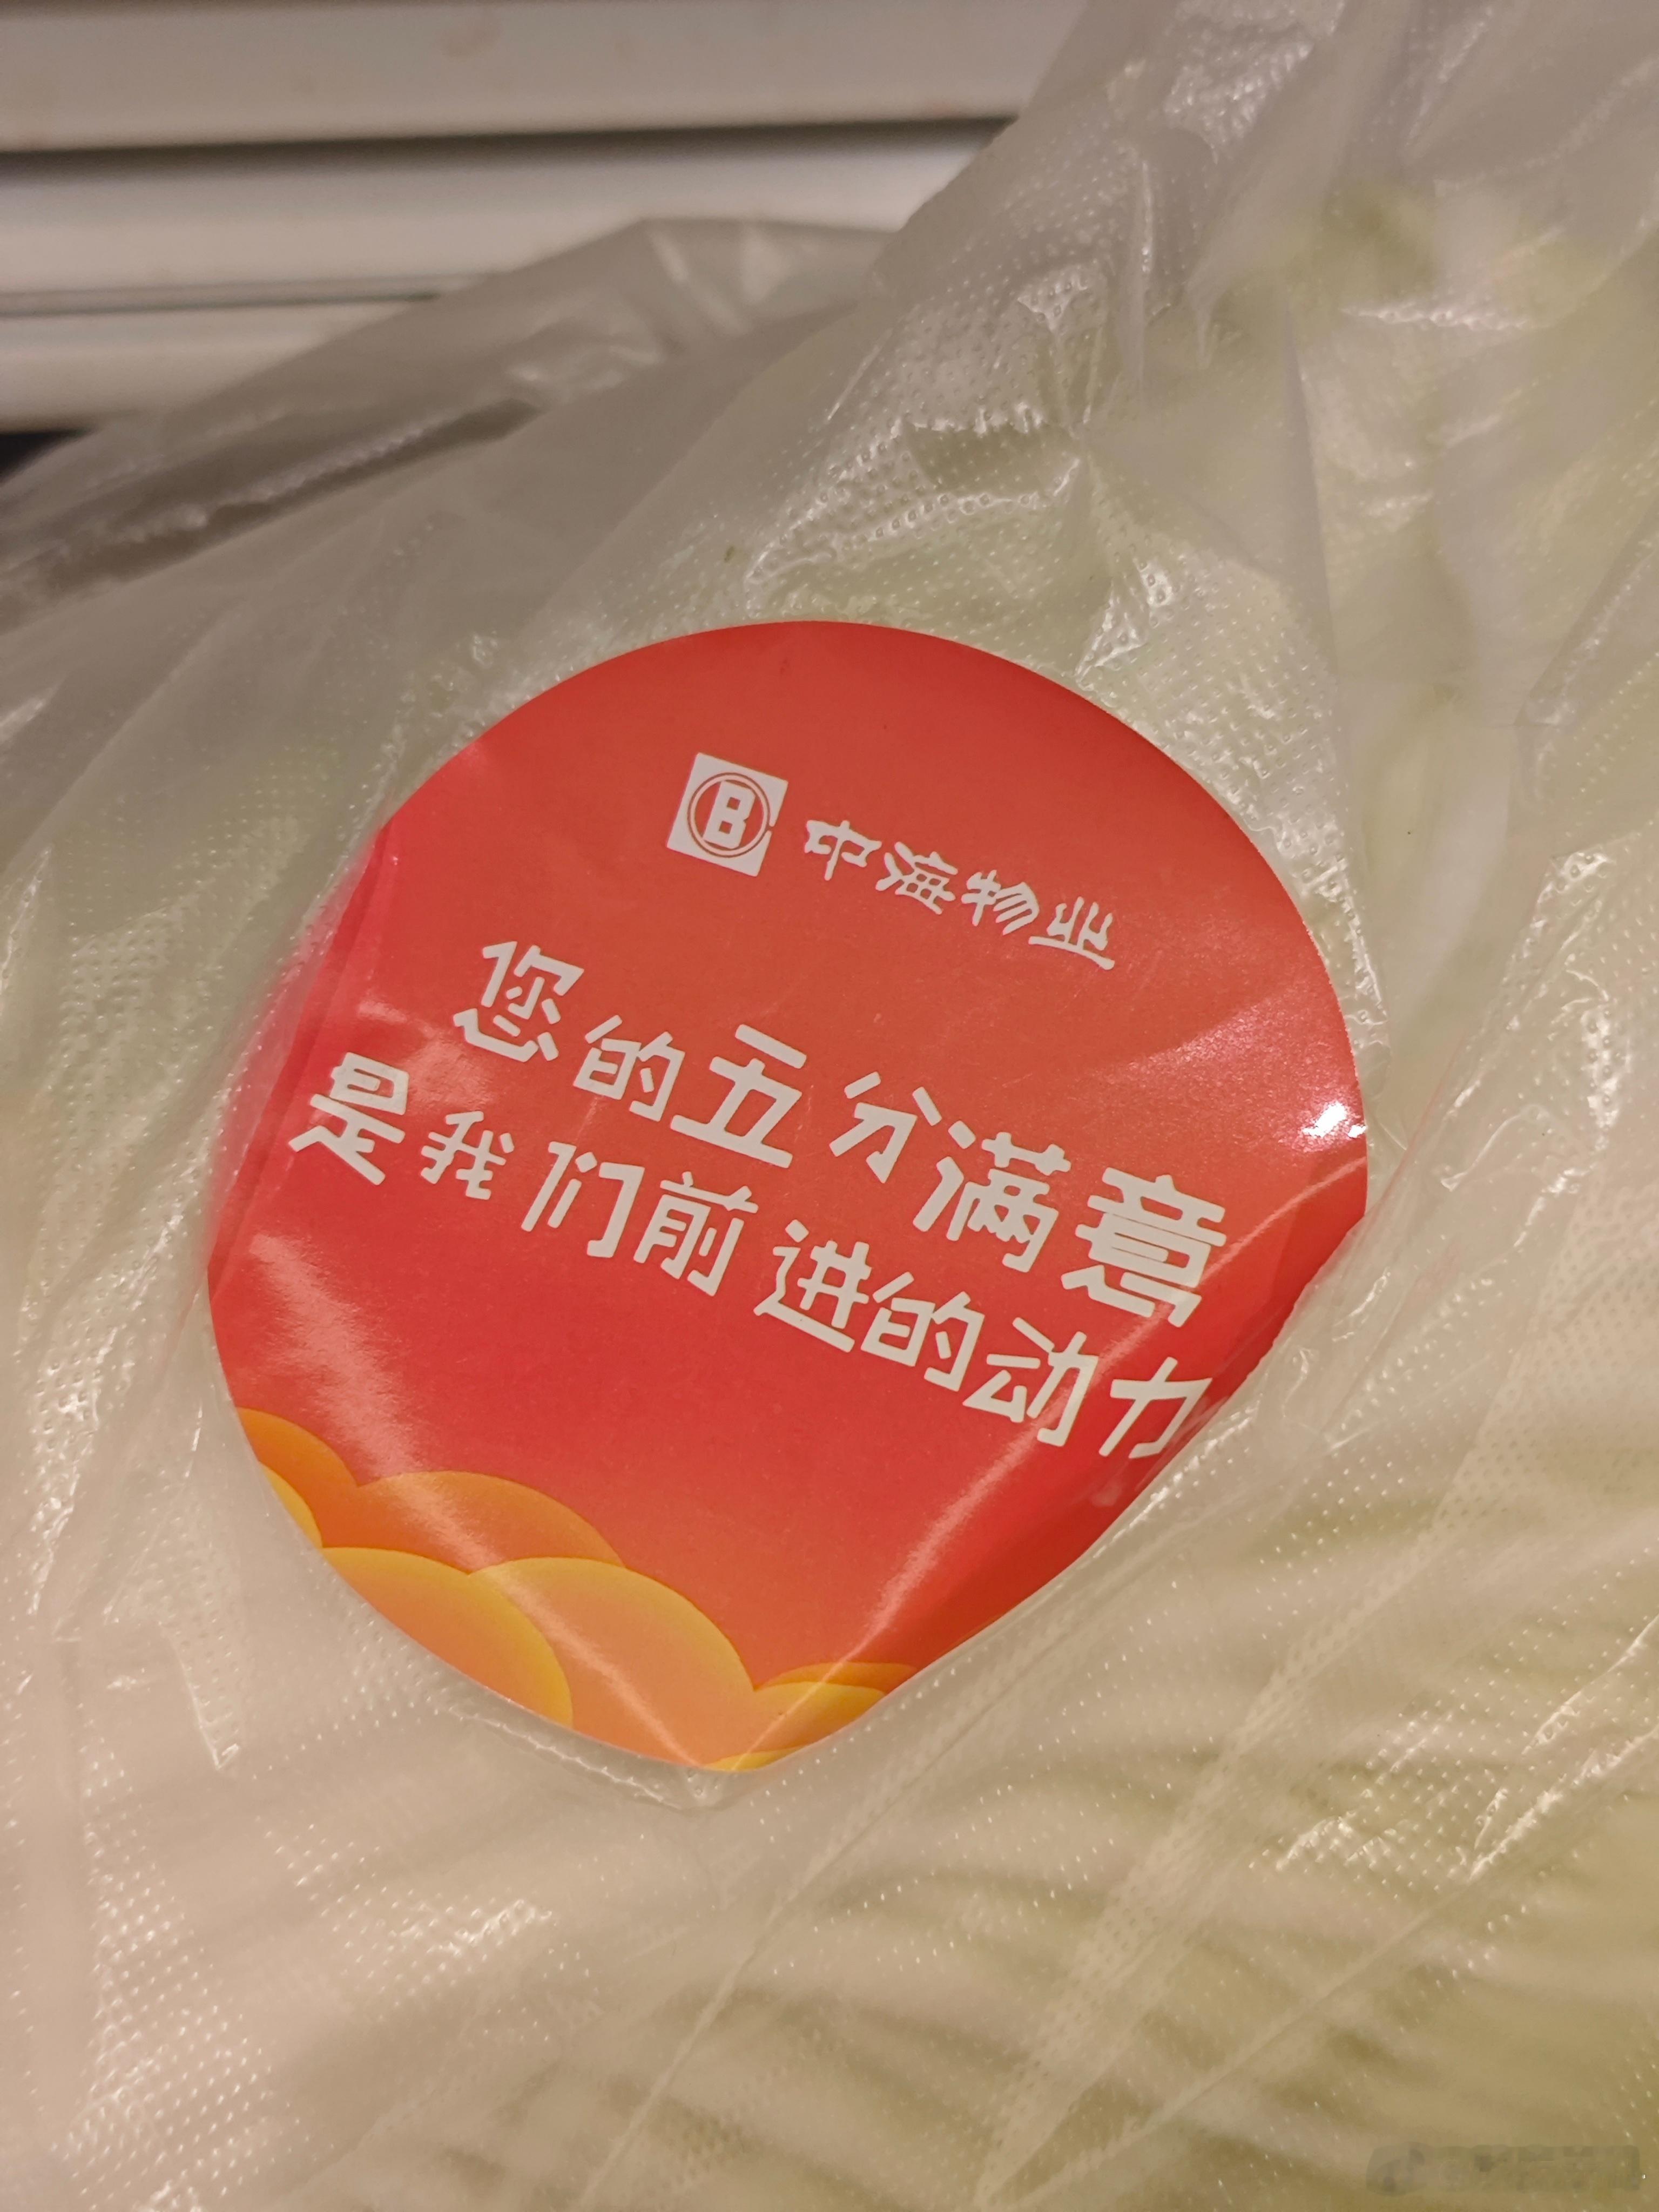 B 中海物业
您的五分满意
是我们前进的动力